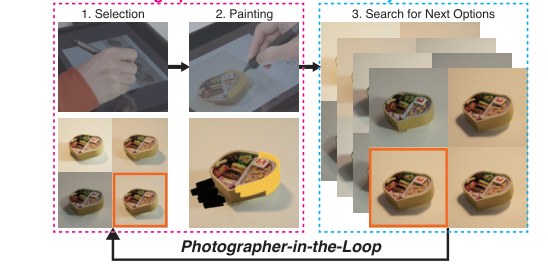 1. Selection
2. Painting
3. Search for Next Options
Photographer-in-the-Loop